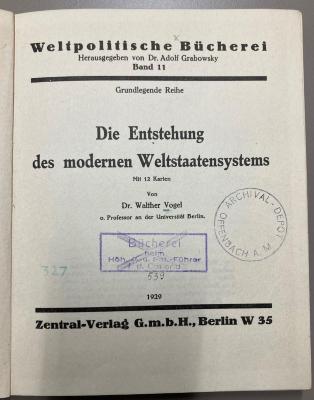 Weltpolitische Bücherei
Herausgegeben von Dr. Adolf Grabowsky
Band 11
Grundlegende Reihe
Die Entstehung
des modernen Weltstaatensystems
Mit 12 Karten
Von
Dr. Walther Vogel
o. Professor an der Universität Berlin.
ARCHIVAL-DEPOT
OFFENBACH A. M.
Bücherei
beim
Höh. Führer
327
539
1929
Zentral-Verlag G.m.b.H., Berlin W 35